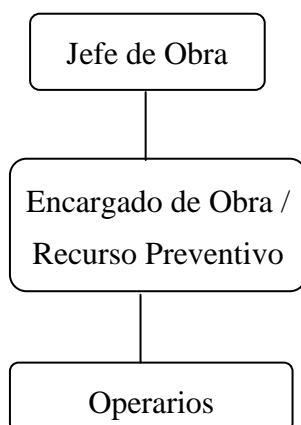 Jefe de Obra
Encargado de Obra /
Recurso Preventivo
Operarios